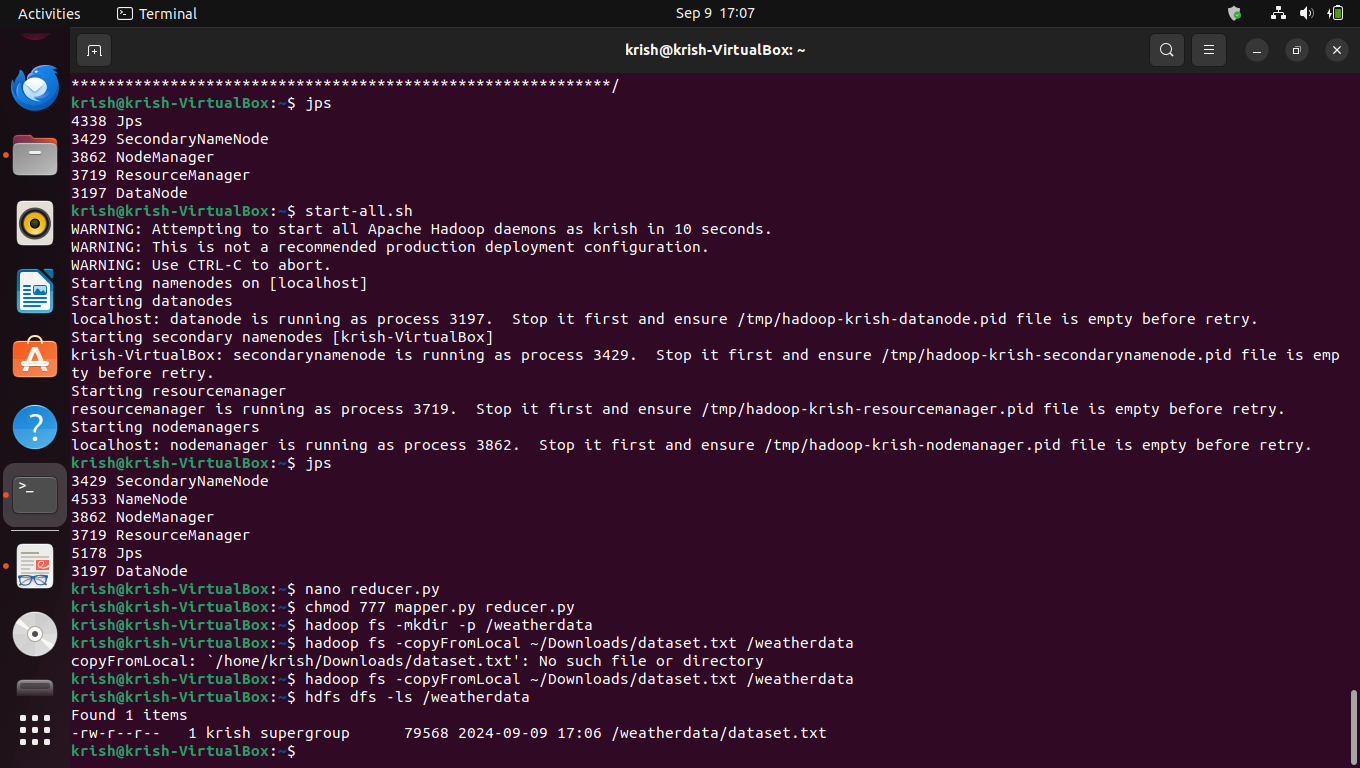 Activities
Terminal
Sep 9 17:07
krish@krish-VirtualBox: ~
************************************************************/
krish@krish-VirtualBox:~$ jps
4338 Jps
3429 SecondaryNameNode
3862 NodeManager
3719 ResourceManager
3197 DataNode
krish@krish-VirtualBox:~$ start-all.sh
WARNING: Attempting to start all Apache Hadoop daemons as krish in 10 seconds.
WARNING: This is not a recommended production deployment configuration.
WARNING: Use CTRL-C to abort.
Starting namenodes on [localhost]
Starting datanodes
localhost: datanode is running as process 3197.  Stop it first and ensure /tmp/hadoop-krish-datanode.pid file is empty before retry.
Starting secondary namenodes [krish-VirtualBox]
krish-VirtualBox: secondarynamenode is running as process 3429.  Stop it first and ensure /tmp/hadoop-krish-secondarynamenode.pid file is emp
ty before retry.
Starting resourcemanager
resourcemanager is running as process 3719.  Stop it first and ensure /tmp/hadoop-krish-resourcemanager.pid file is empty before retry.
Starting nodemanagers
localhost: nodemanager is running as process 3862.  Stop it first and ensure /tmp/hadoop-krish-nodemanager.pid file is empty before retry.
krish@krish-VirtualBox:~$ jps
3429 SecondaryNameNode
4533 NameNode
3862 NodeManager
3719 ResourceManager
5178 Jps
3197 DataNode
krish@krish-VirtualBox:~$ nano reducer.py
krish@krish-VirtualBox:~$ chmod 777 mapper.py reducer.py
krish@krish-VirtualBox:~$ hadoop fs -mkdir -p /weatherdata
krish@krish-VirtualBox:~$ hadoop fs -copyFromLocal ~/Downloads/dataset.txt /weatherdata
copyFromLocal: `/home/krish/Downloads/dataset.txt': No such file or directory
krish@krish-VirtualBox:~$ hadoop fs -copyFromLocal ~/Downloads/dataset.txt /weatherdata
krish@krish-VirtualBox:~$ hdfs dfs -ls /weatherdata
Found 1 items
-rw-r--r--   1 krish supergroup      79568 2024-09-09 17:06 /weatherdata/dataset.txt
krish@krish-VirtualBox:~$